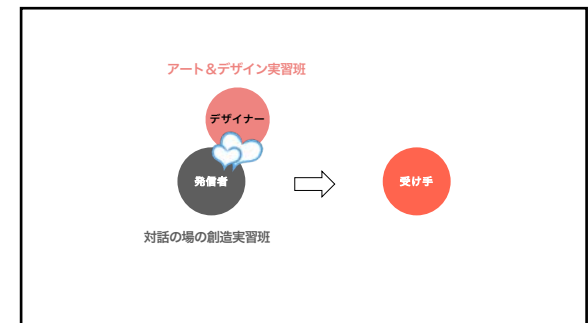 アート＆デザイン実習班
デザイナー
発信者
受け手
対話の場の創造実習班